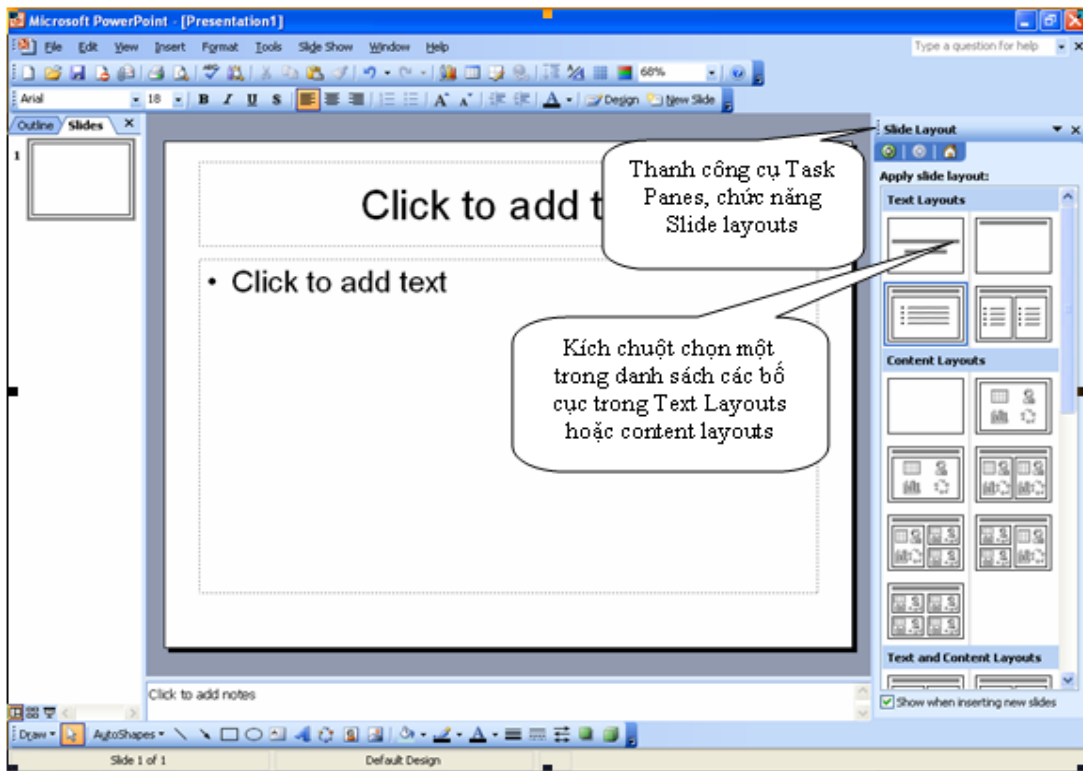 Microsoft PowerPoint - [Presentation1]
File Edit View Insert Format Tools Slide Show Window Help
Type a question for help
68%
Arial 18 B I U S Design New Slide
Outline Slides
1
Click to add t
• Click to add text
Thanh công cụ Task
Panes, chức năng
Slide layouts
Kích chuột chọn một
trong danh sách các bố
cục trong Text Layouts
hoặc content layouts
Slide Layout
Apply slide layout:
Text Layouts
Content Layouts
Text and Content Layouts
Show when inserting new slides
Click to add notes
Draw AutoShapes
Slide 1 of 1
Default Design